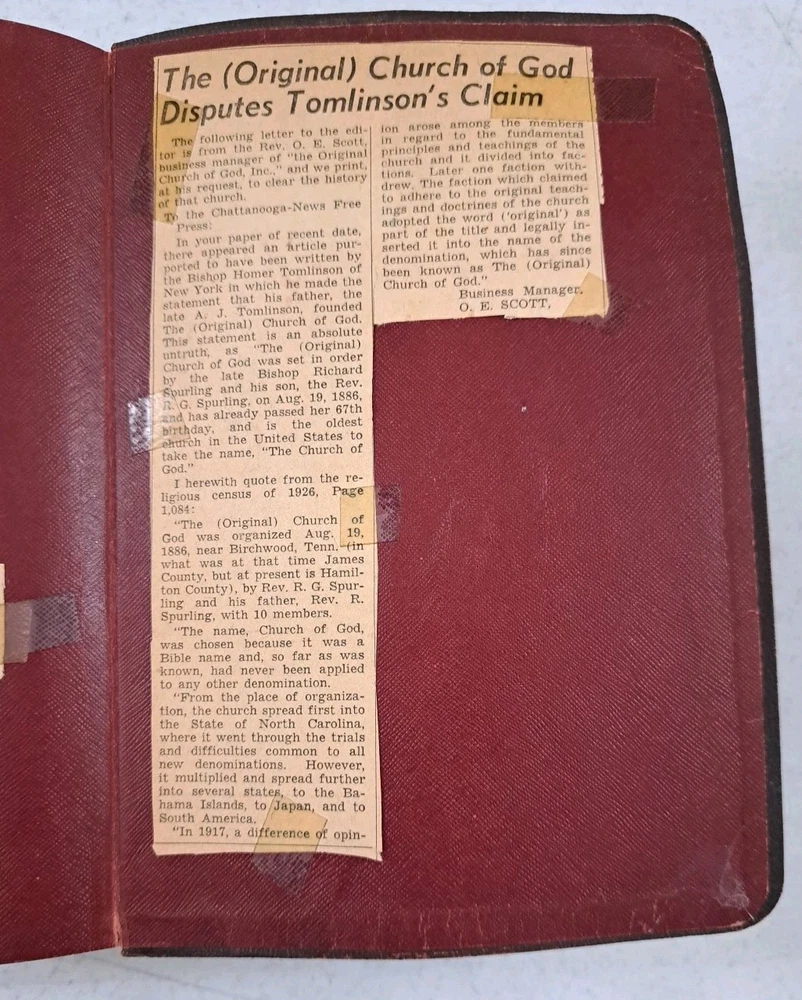 The (Original) Church of God
Disputes Tomlinson's Claim
The following letter to the edi-
tor is from the Rev. O. E. Scott,
business manager of "the Original
Church of God, Inc.," and we print,
at his request, to clear the history
of that church.
To the Chattanooga-News Free
Press:
In your paper of recent date,
there appeared an article pur-
ported to have been written by
the Bishop Homer Tomlinson of
New York in which he made the
statement that his father, the
late A. J. Tomlinson, founded
The (Original) Church of God.
This statement is an absolute
untruth, as "The (Original)
Church of God was set in order
by the late Bishop Richard
Spurling and his son, the Rev.
R. G. Spurling, on Aug. 19, 1886,
and has already passed her 67th
birthday, and is the oldest
church in the United States to
take the name, "The Church of
God."
I herewith quote from the re-
ligious census of 1926, Page
1,084:
"The (Original) Church of
God was organized Aug. 19,
1886, near Birchwood, Tenn. (in
what was at that time James
County, but at present is Hamil-
ton County), by Rev. R. G. Spur-
ling and his father, Rev. R.
Spurling, with 10 members.
"The name, Church of God,
was chosen because it was a
Bible name and, so far as was
known, had never been applied
to any other denomination.
"From the place of organiza-
tion, the church spread first into
the State of North Carolina,
where it went through the trials
and difficulties common to all
new denominations. However,
it multiplied and spread further
into several states, to the Ba-
hama Islands, to Japan, and to
South America.
"In 1917, a difference of opin-
ion arose among the members
in regard to the fundamental
principles and teachings of the
church and it divided into fac-
tions. Later one faction with-
drew. The faction which claimed
to adhere to the original teach-
ings and doctrines of the church
adopted the word ('original') as
part of the title and legally in-
serted it into the name of the
denomination, which has since
been known as The (Original)
Church of God."
Business Manager.
O. E. SCOTT,